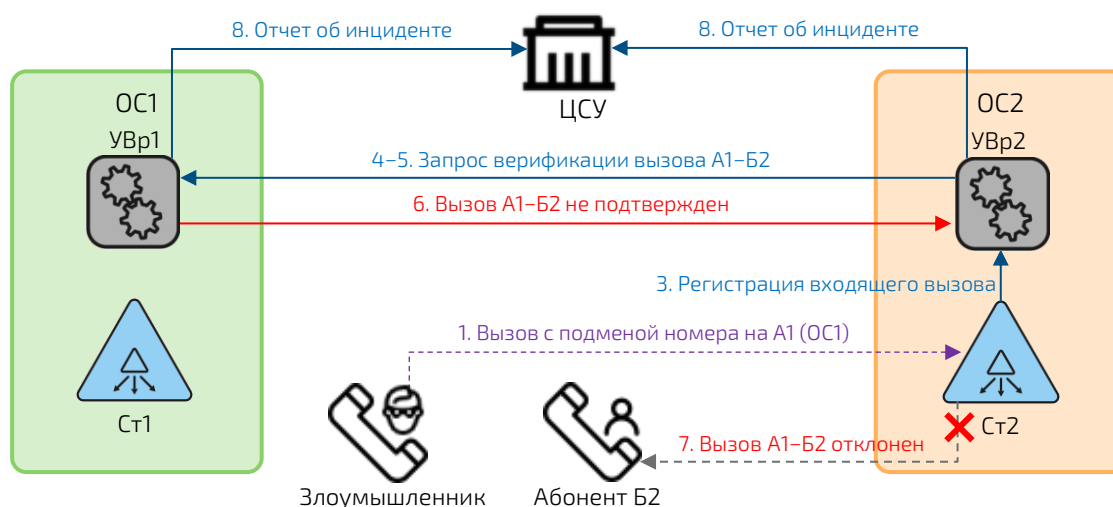 8. Отчет об инциденте
8. Отчет об инциденте
ЦСУ
ОС1
УВр1
ОС2
УВр2
4–5. Запрос верификации вызова А1–Б2
6. Вызов А1–Б2 не подтвержден
3. Регистрация входящего вызова
1. Вызов с подменой номера на А1 (ОС1)
Ст1
Ст2
7. Вызов А1–Б2 отклонен
Злоумышленник
Абонент Б2